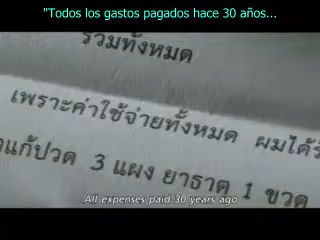 "Todos los gastos pagados hace 30 años...
รวมทั้งหมด
เพราะค่าใช้จ่ายทั้งหมด ผมได้
แก้ปวด 3 แผง ยาธาตุ 1 ขวด
All expenses paid 30 years ago